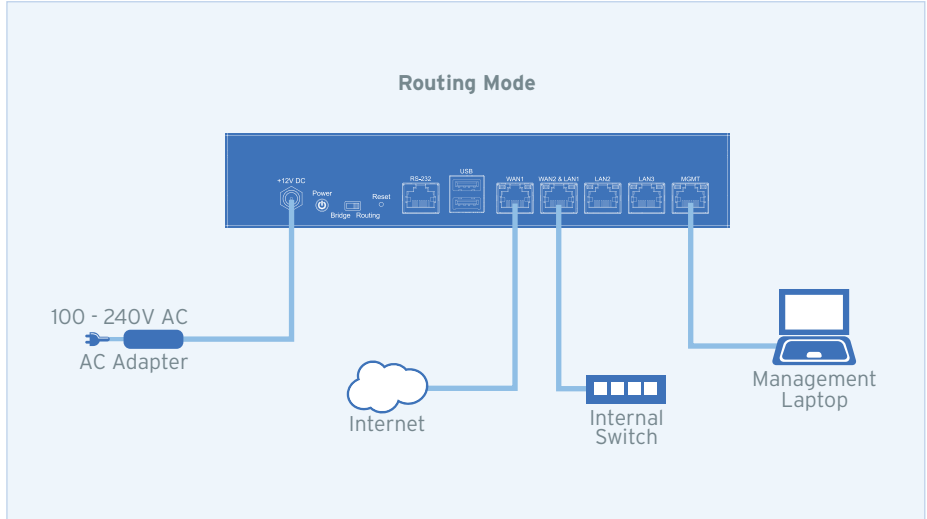 Routing Mode
+12V DC
Power
Bridge Routing
Reset
RS-232
USB
WAN1
WAN2 & LAN1
LAN2
LAN3
MGMT
100 - 240V AC
AC Adapter
Internet
Internal
Switch
Management
Laptop